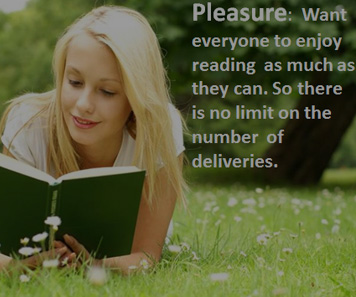 Pleasure: Want
everyone to enjoy
reading as much as
they can. So there
is no limit on the
number of
deliveries.